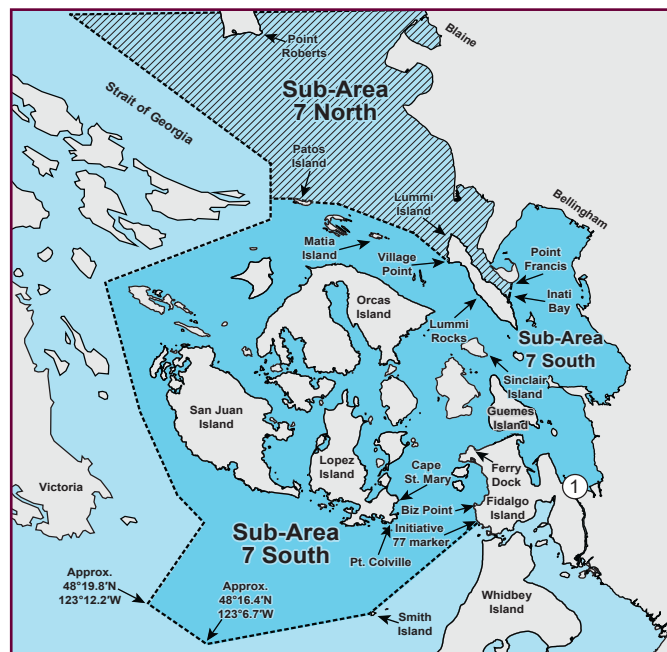 Point
Roberts
Blaine
Sub-Area
7 North
Strait of Georgia
Patos
Island
Lummi
Island
Bellingham
Matia
Island
Village
Point
Point
Francis
Inati
Bay
Orcas
Island
Lummi
Rocks
Sub-Area
7 South
Sinclair
Island
San Juan
Island
Guemes
Island
Lopez
Island
Cape
St. Mary
Ferry
Dock
1
Victoria
Biz Point
Fidalgo
Island
Initiative
77 marker
Sub-Area
7 South
Pt. Colville
Approx.
48°19.8'N
123°12.2'W
Approx.
48°16.4'N
123°6.7'W
Smith
Island
Whidbey
Island